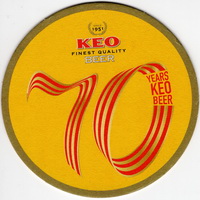 1951
KEO
FINEST QUALITY
BEER
70
YEARS
KEO
BEER